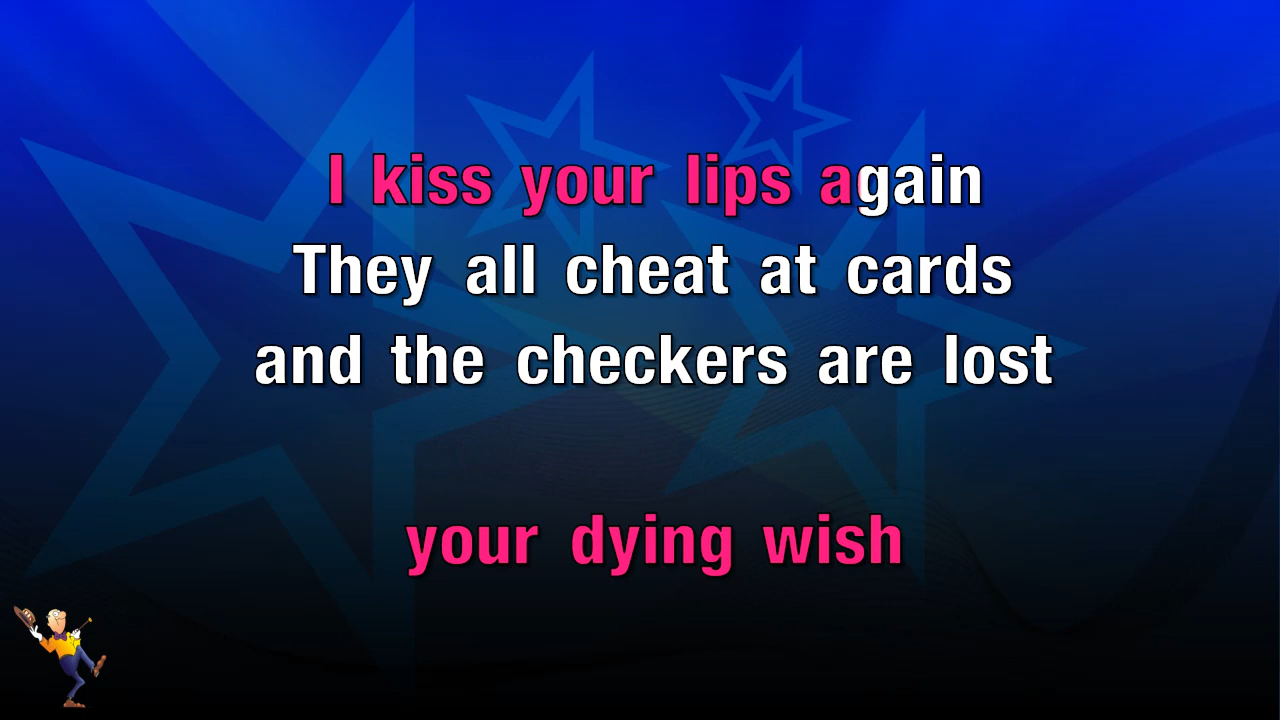 I kiss your lips again
They all cheat at cards
and the checkers are lost
your dying wish